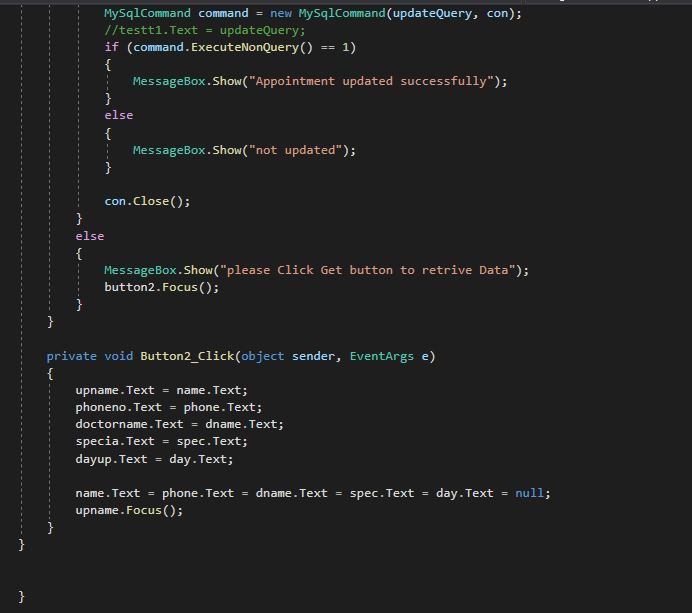 MySqlCommand command = new MySqlCommand(updateQuery, con);
//testt1.Text = updateQuery;
if (command.ExecuteNonQuery() == 1)
{
MessageBox.Show("Appointment updated successfully");
}
else
{
MessageBox.Show("not updated");
}
con.Close();
}
else
{
MessageBox.Show("please Click Get button to retrive Data");
button2.Focus();
}
}
private void Button2_Click(object sender, EventArgs e)
{
upname.Text = name.Text;
phoneno.Text = phone.Text;
doctorname.Text = dname.Text;
specia.Text = spec.Text;
dayup.Text = day.Text;
name.Text = phone.Text = dname.Text = spec.Text = day.Text = null;
upname.Focus();
}
}
}